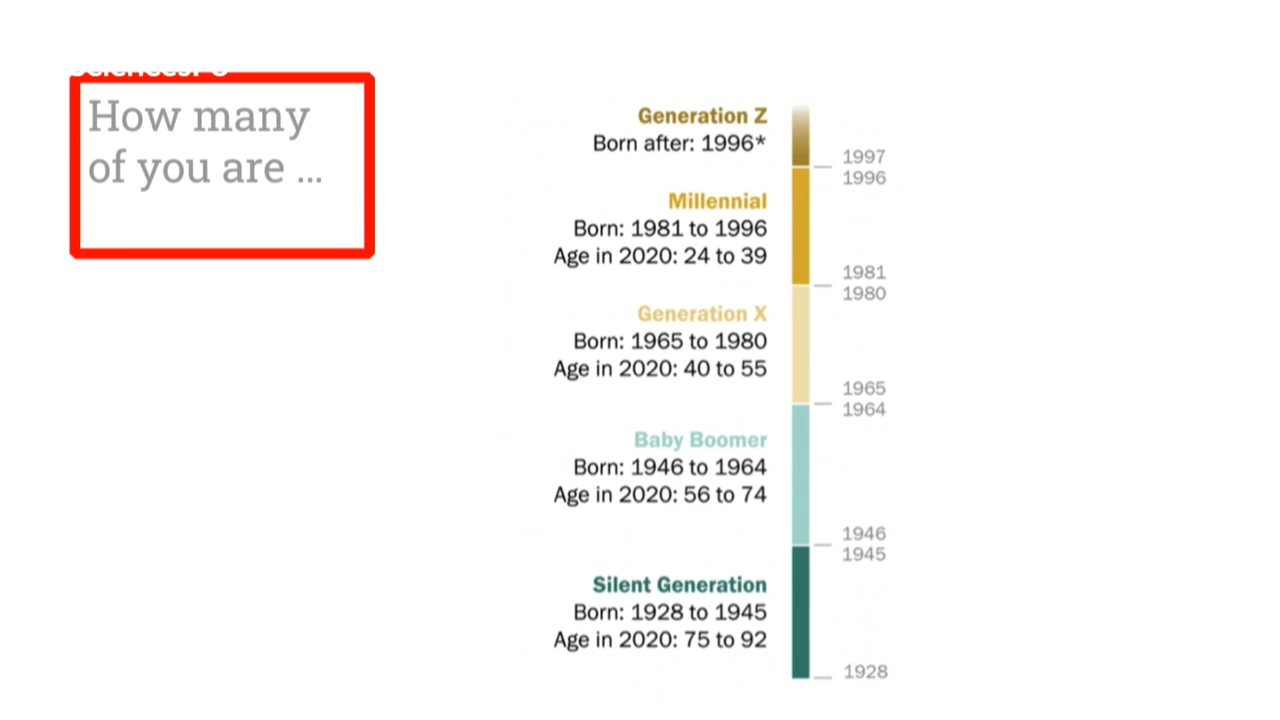 How many
of you are ...
Generation Z
Born after: 1996*
1997
1996
Millennial
Born: 1981 to 1996
Age in 2020: 24 to 39
1981
1980
Generation X
Born: 1965 to 1980
Age in 2020: 40 to 55
1965
1964
Baby Boomer
Born: 1946 to 1964
Age in 2020: 56 to 74
1946
1945
Silent Generation
Born: 1928 to 1945
Age in 2020: 75 to 92
1928